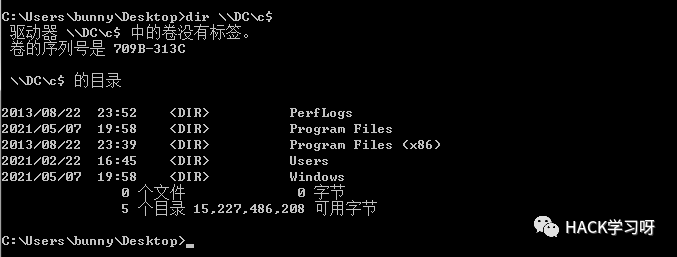 C:\Users\bunny\Desktop>dir \\DC\c$
 驱动器 \\DC\c$ 中的卷没有标签。
 卷的序列号是 709B-313C

 \\DC\c$ 的目录

2013/08/22  23:52    <DIR>          PerfLogs
2021/05/07  19:58    <DIR>          Program Files
2013/08/22  23:39    <DIR>          Program Files (x86)
2021/02/22  16:45    <DIR>          Users
2021/05/07  19:58    <DIR>          Windows
               0 个文件              0 字节
               5 个目录 15,227,486,208 可用字节

C:\Users\bunny\Desktop>_
HACK学习呀